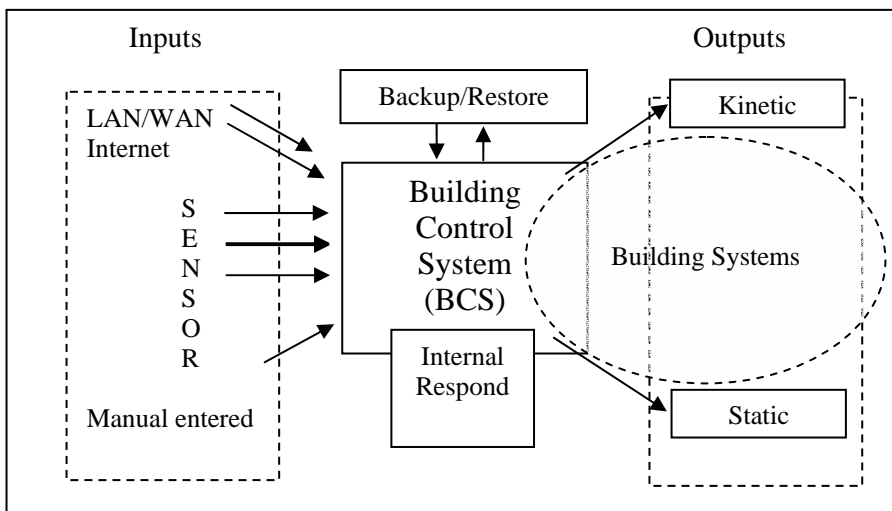 Inputs
Outputs
LAN/WAN
Internet
S
E
N
S
O
R
Manual entered
Backup/Restore
Building
Control
System
(BCS)
Internal
Respond
Kinetic
Building Systems
Static